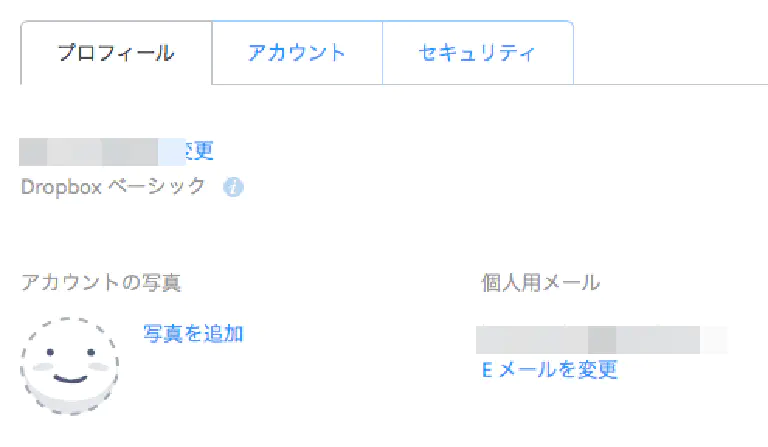 プロフィール アカウント セキュリティ
変更
Dropbox ベーシック i
アカウントの写真
個人用メール
写真を追加
E メールを変更